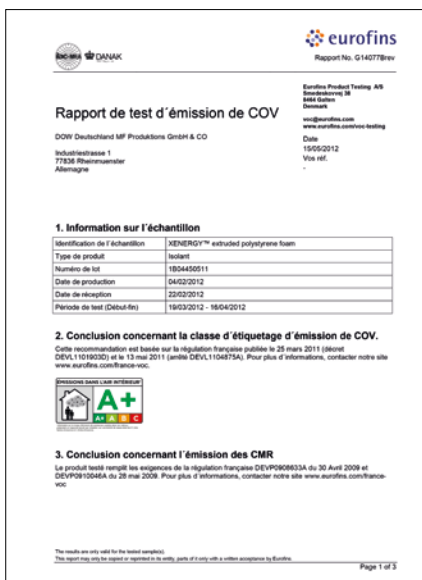 eurofins
DANAK
Rapport No. G14077Brev
Eurofins Product Testing A/S
Smedeskovvej 38
8464 Galten
Denmark
voc@eurofins.com
www.eurofins.com/voc-testing
Rapport de test d´émission de COV
DOW Deutschland MF Produktions GmbH & CO
Industriestrasse 1
77836 Rheinmuenster
Allemagne
Date
15/05/2012
Vos réf.
-
1. Information sur l´échantillon
Identification de l´échantillon XENERGY™ extruded polystyrene foam
Type de produit Isolant
Numéro de lot 1B04450511
Date de production 04/02/2012
Date de réception 22/02/2012
Période de test (Début-fin) 19/03/2012 - 16/04/2012
2. Conclusion concernant la classe d´étiquetage d´émission de COV.
Cette recommandation est basée sur la régulation française publiée le 25 mars 2011 (décret
DEVL1101903D) et le 13 mai 2011 (arrêté DEVL1104875A). Pour plus d´informations, contacter notre site
www.eurofins.com/france-voc.
ÉMISSIONS DANS L'AIR INTÉRIEUR
A+
A+ A B C
3. Conclusion concernant l´émission des CMR
Le produit testé remplit les exigences de la régulation française DEVP0908633A du 30 Avril 2009 et
DEVP0910046A du 28 mai 2009. Pour plus d´informations, contacter notre site www.eurofins.com/france-
voc
The results are only valid for the tested sample(s).
This report may only be copied or reprinted in its entity, parts of it only with a written acceptance by Eurofins.
Page 1 of 3